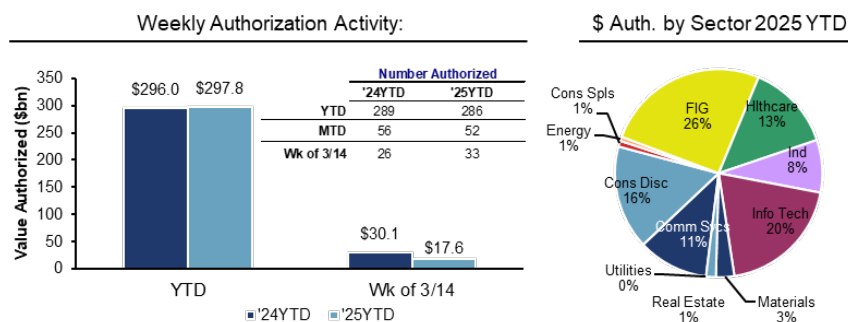 Weekly Authorization Activity:
$ Auth. by Sector 2025 YTD
Value Authorized ($bn)
350
300
250
200
150
100
50
0
$296.0 $297.8
$30.1
$17.6
YTD Wk of 3/14
'24YTD '25YTD
Number Authorized
'24YTD '25YTD
YTD 289 286
MTD 56 52
Wk of 3/14 26 33
FIG
26%
Hlthcare
13%
Ind
8%
Info Tech
20%
Materials
3%
Real Estate
1%
Utilities
0%
Comm Svcs
11%
Cons Disc
16%
Energy
1%
Cons Spls
1%